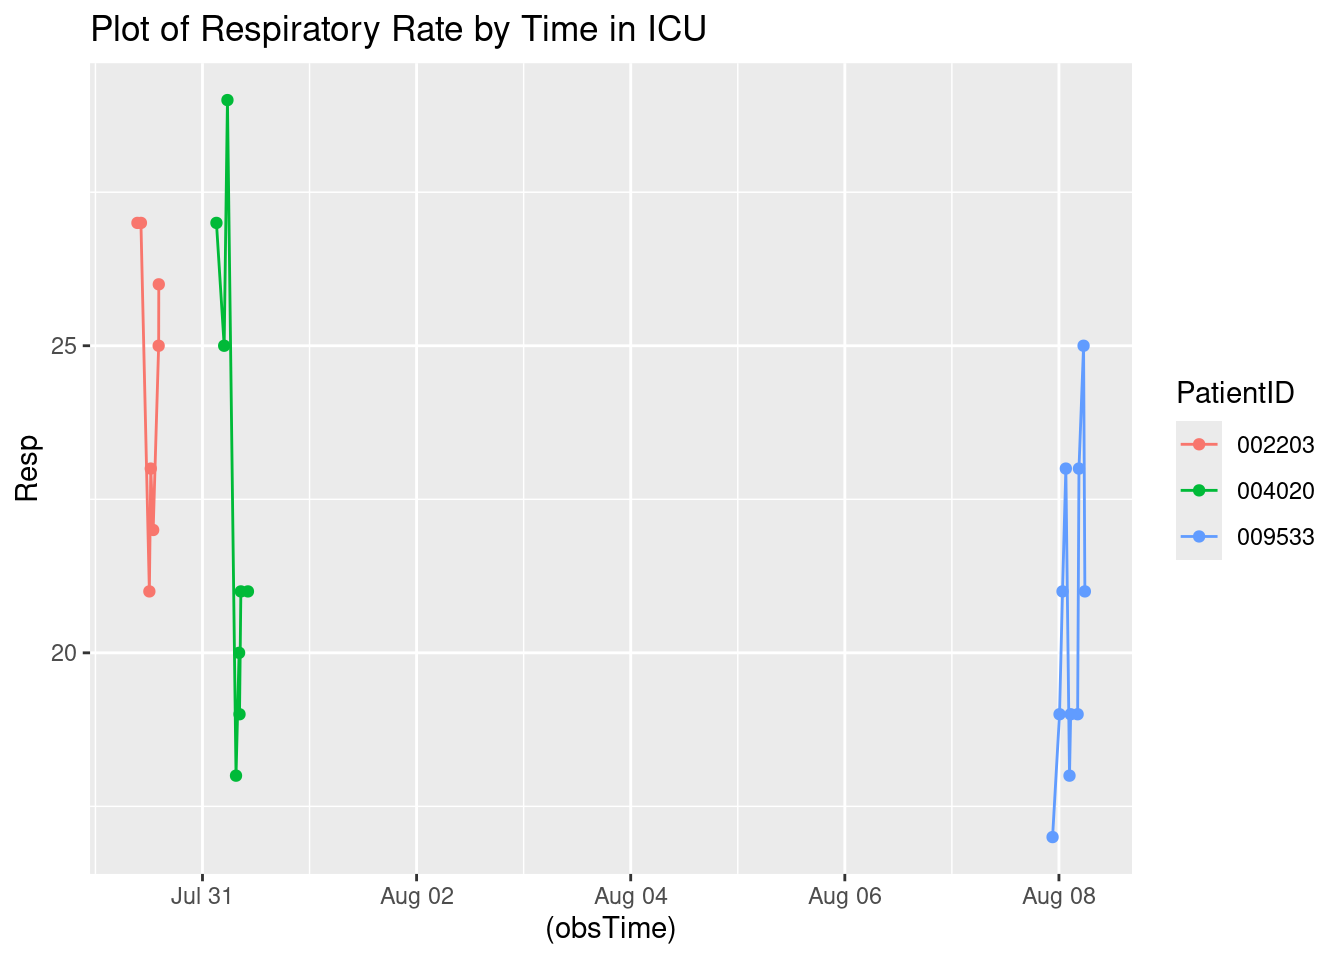 Plot of Respiratory Rate by Time in ICU
Resp
25
20
Jul 31 Aug 02 Aug 04 Aug 06 Aug 08
(obsTime)
PatientID
002203
004020
009533